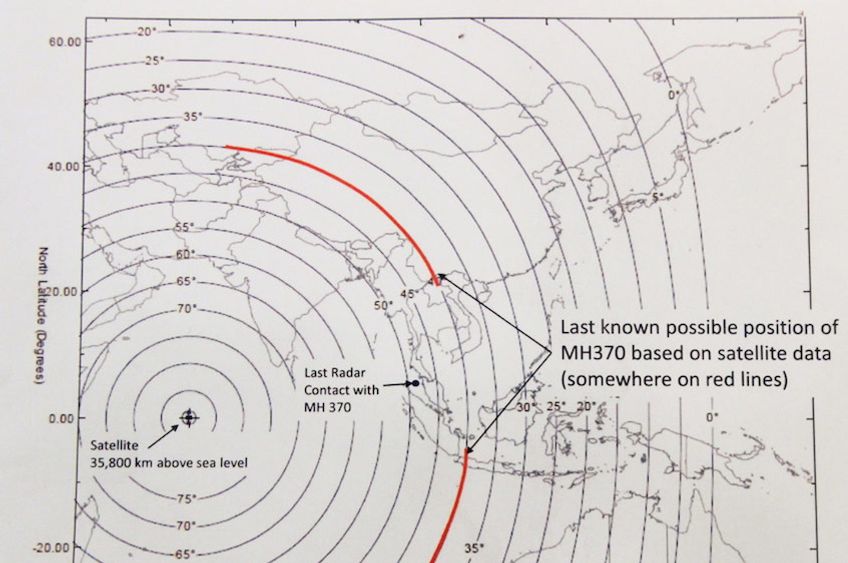 60.00
20°
25°
30°
35°
0°
40.00
5°
55°
60°
65°
70°
50°
45°
20.00
North Latitude (Degrees)
Last known possible position of
MH370 based on satellite data
(somewhere on red lines)
Last Radar
Contact with
MH 370
30°
25°
20°
0°
0.00
Satellite
35,800 km above sea level
75°
70°
65°
35°
-20.00